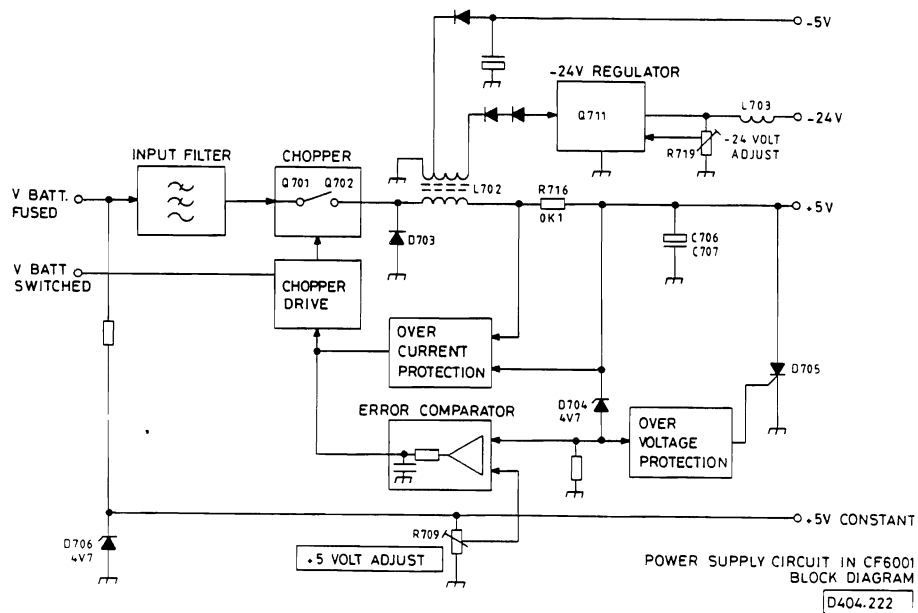 -5V
-24V REGULATOR
Q711
L703
-24V
R719
-24 VOLT
ADJUST
INPUT FILTER
CHOPPER
Q701 Q702
L702
R716
0K1
+5V
V BATT.
FUSED
D703
C706
C707
V BATT
SWITCHED
CHOPPER
DRIVE
OVER
CURRENT
PROTECTION
D705
D704
4V7
ERROR COMPARATOR
OVER
VOLTAGE
PROTECTION
+5V CONSTANT
D706
4V7
R709
+5 VOLT ADJUST
POWER SUPPLY CIRCUIT IN CF6001
BLOCK DIAGRAM
D404.222